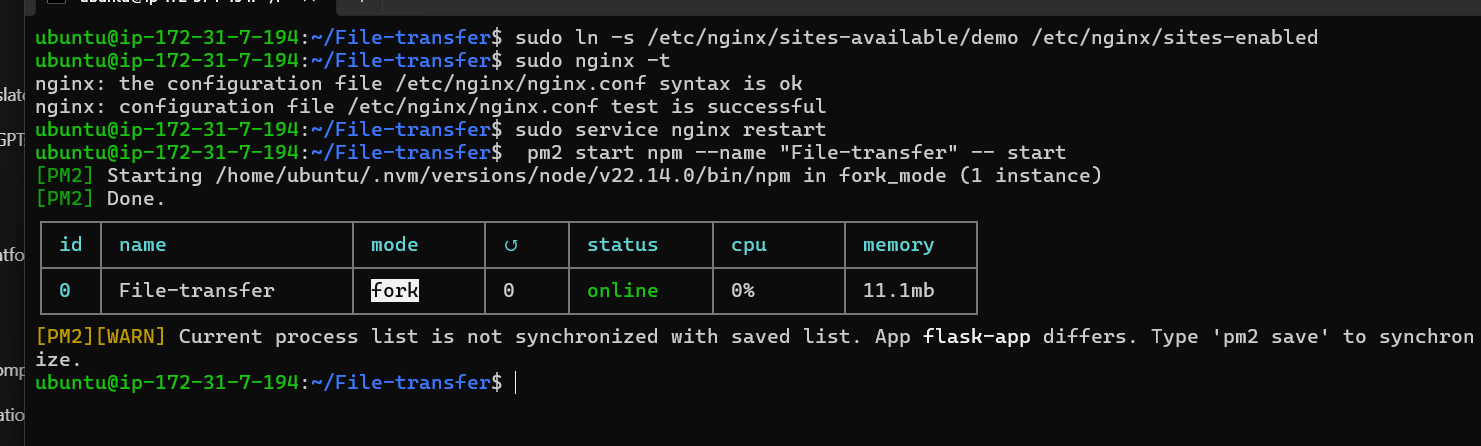 ubuntu@ip-172-31-7-194:~/File-transfer$ sudo ln -s /etc/nginx/sites-available/demo /etc/nginx/sites-enabled
ubuntu@ip-172-31-7-194:~/File-transfer$ sudo nginx -t
nginx: the configuration file /etc/nginx/nginx.conf syntax is ok
nginx: configuration file /etc/nginx/nginx.conf test is successful
ubuntu@ip-172-31-7-194:~/File-transfer$ sudo service nginx restart
ubuntu@ip-172-31-7-194:~/File-transfer$  pm2 start npm --name "File-transfer" -- start
[PM2] Starting /home/ubuntu/.nvm/versions/node/v22.14.0/bin/npm in fork_mode (1 instance)
[PM2] Done.
id name mode ↺ status cpu memory
0 File-transfer fork 0 online 0% 11.1mb
[PM2][WARN] Current process list is not synchronized with saved list. App flask-app differs. Type 'pm2 save' to synchron
ize.
ubuntu@ip-172-31-7-194:~/File-transfer$